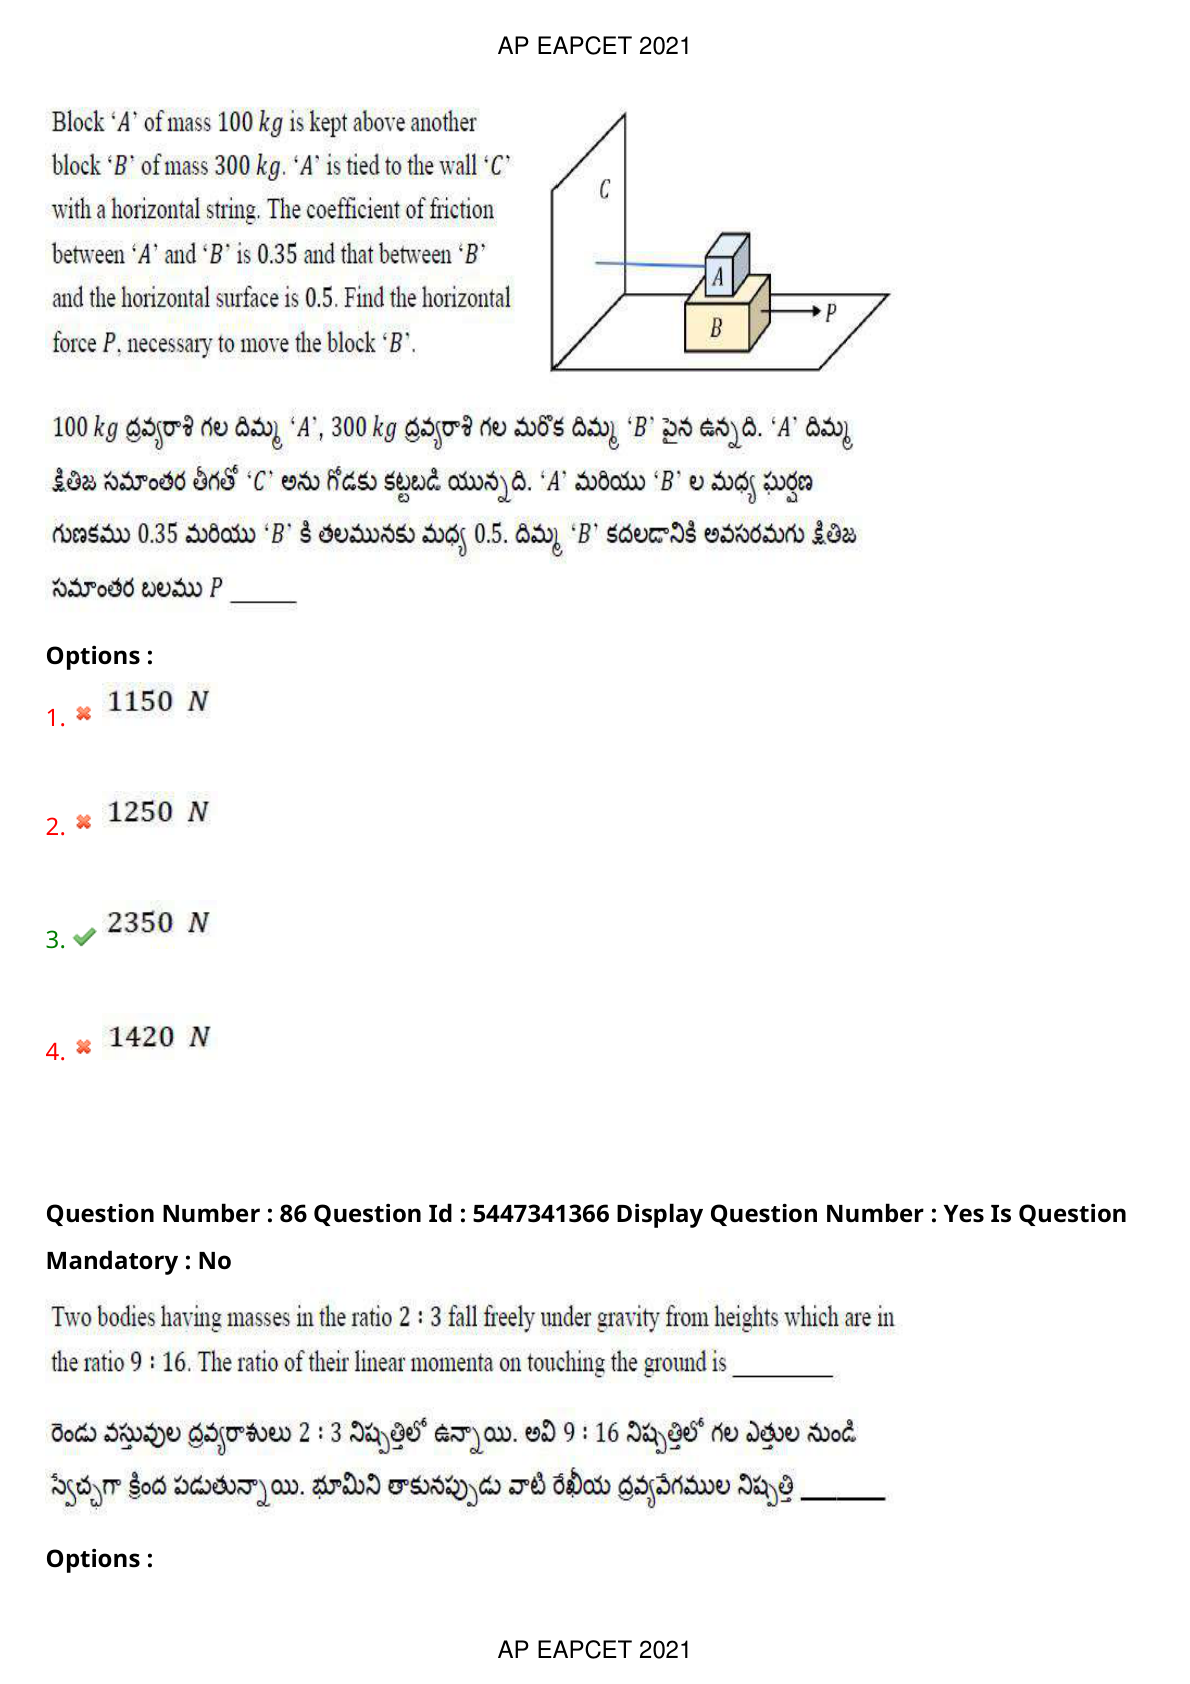 AP EAPCET 2021
Block ‘A’ of mass 100 kg is kept above another
block ‘B’ of mass 300 kg. ‘A’ is tied to the wall ‘C’
with a horizontal string. The coefficient of friction
between ‘A’ and ‘B’ is 0.35 and that between ‘B’
and the horizontal surface is 0.5. Find the horizontal
force P, necessary to move the block ‘B’.
C
A
B
P
100 kg ద్రవ్యరాశి గల దిమ్మ ‘A’, 300 kg ద్రవ్యరాశి గల మరొక దిమ్మ ‘B’ పైన ఉన్నది. ‘A’ దిమ్మ
క్షితిజ సమాంతర తీగతో ‘C’ అను గోడకు కట్టబడి యున్నది. ‘A’ మరియు ‘B’ ల మధ్య ఘర్షణ
గుణకము 0.35 మరియు ‘B’ కి తలమునకు మధ్య 0.5. దిమ్మ ‘B’ కదలడానికి అవసరమగు క్షితిజ
సమాంతర బలము P ______
Options :
1. 1150 N
2. 1250 N
3. 2350 N
4. 1420 N
Question Number : 86 Question Id : 5447341366 Display Question Number : Yes Is Question
Mandatory : No
Two bodies having masses in the ratio 2 : 3 fall freely under gravity from heights which are in
the ratio 9 : 16. The ratio of their linear momenta on touching the ground is ________
రెండు వస్తువుల ద్రవ్యరాశులు 2 : 3 నిష్పత్తిలో ఉన్నాయి. అవి 9 : 16 నిష్పత్తిలో గల ఎత్తుల నుండి
స్వేచ్ఛగా క్రింద పడుతున్నాయి. భూమిని తాకునప్పుడు వాటి రేఖీయ ద్రవ్యవేగముల నిష్పత్తి _______
Options :
AP EAPCET 2021